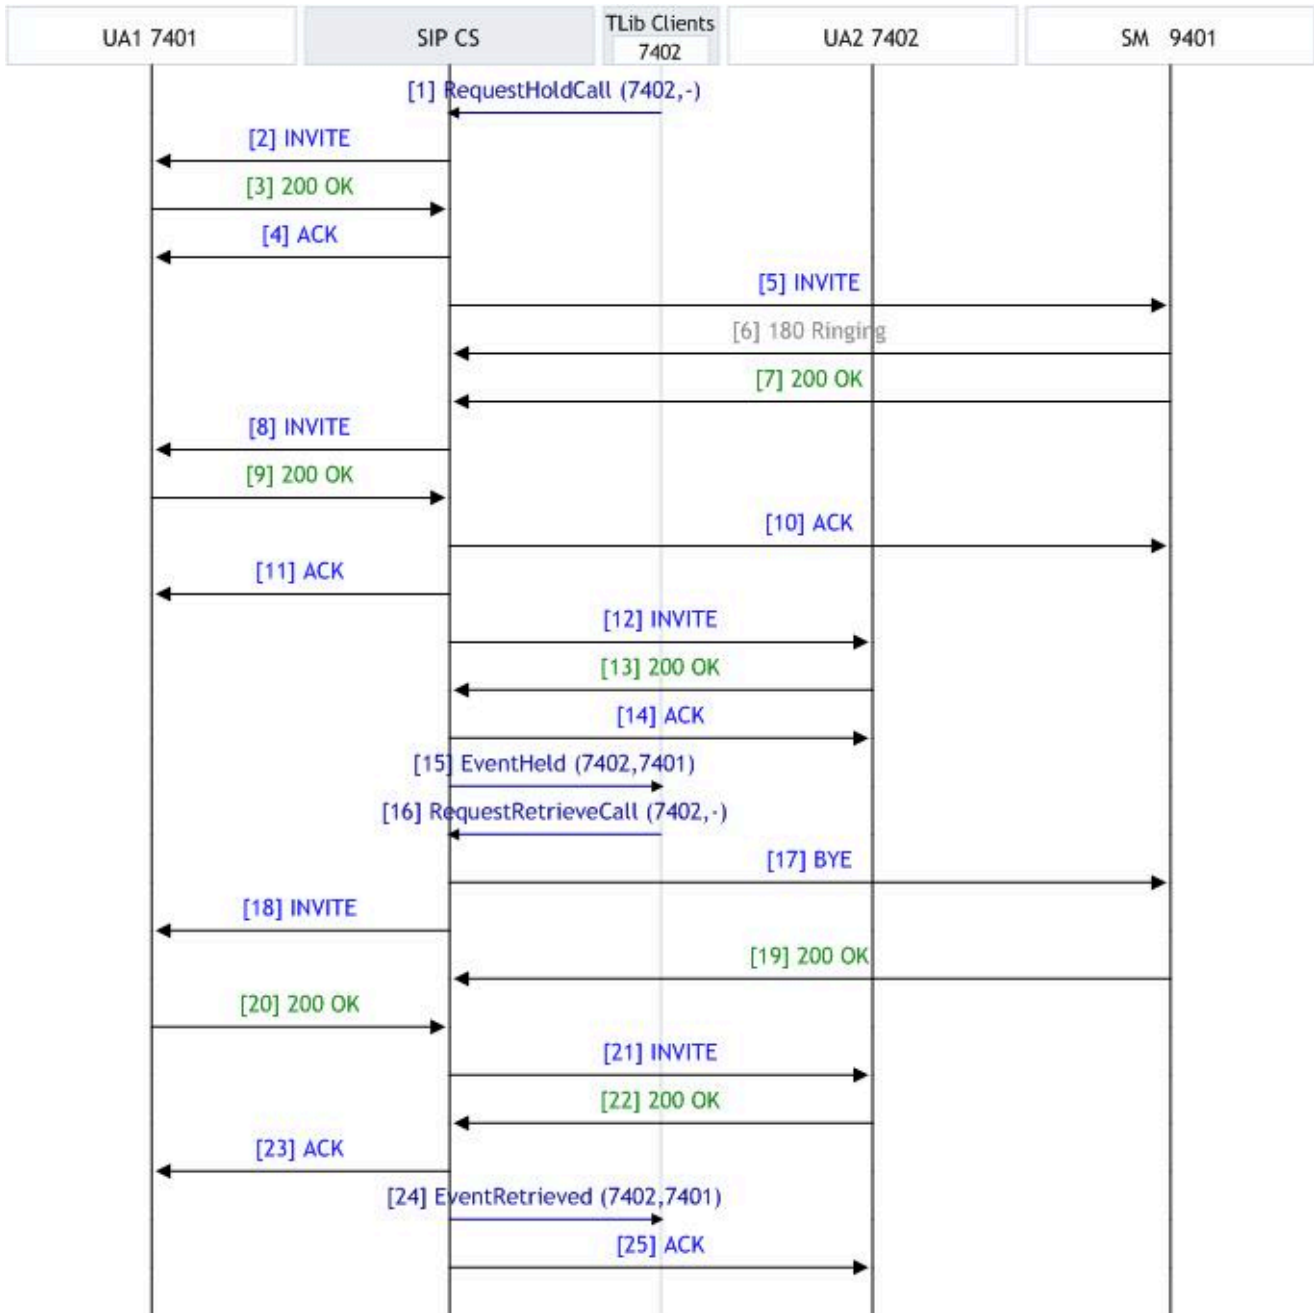 UA1 7401
SIP CS
TLib Clients
7402
UA2 7402
SM 9401
[1] RequestHoldCall (7402,-)
[2] INVITE
[3] 200 OK
[4] ACK
[5] INVITE
[6] 180 Ringing
[7] 200 OK
[8] INVITE
[9] 200 OK
[10] ACK
[11] ACK
[12] INVITE
[13] 200 OK
[14] ACK
[15] EventHeld (7402,7401)
[16] RequestRetrieveCall (7402,-)
[17] BYE
[18] INVITE
[19] 200 OK
[20] 200 OK
[21] INVITE
[22] 200 OK
[23] ACK
[24] EventRetrieved (7402,7401)
[25] ACK